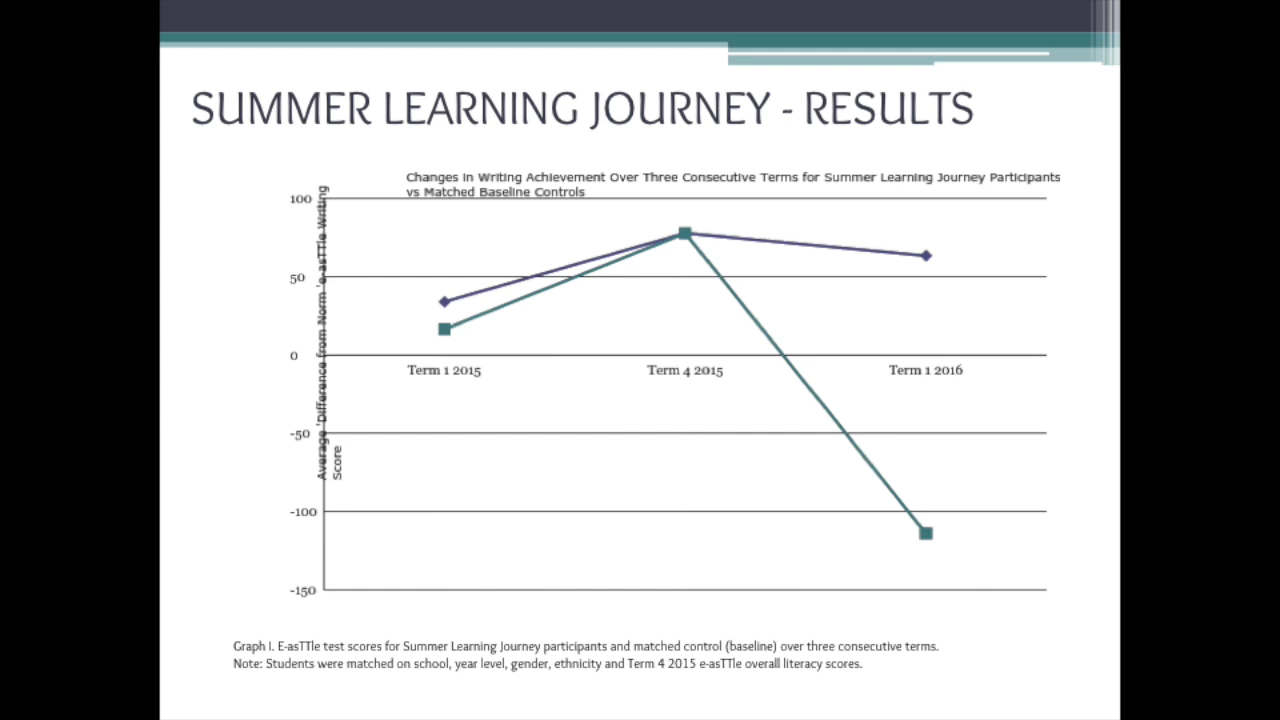 SUMMER LEARNING JOURNEY - RESULTS
Changes in Writing Achievement Over Three Consecutive Terms for Summer Learning Journey Participants
vs Matched Baseline Controls
Average 'Difference from Norm 'e-asTTle Writing
Score
100
50
0
-50
-100
-150
Term 1 2015
Term 4 2015
Term 1 2016
Graph 1. E-asTTle test scores for Summer Learning Journey participants and matched control (baseline) over three consecutive terms.
Note: Students were matched on school, year level, gender, ethnicity and Term 4 2015 e-asTTle overall literacy scores.